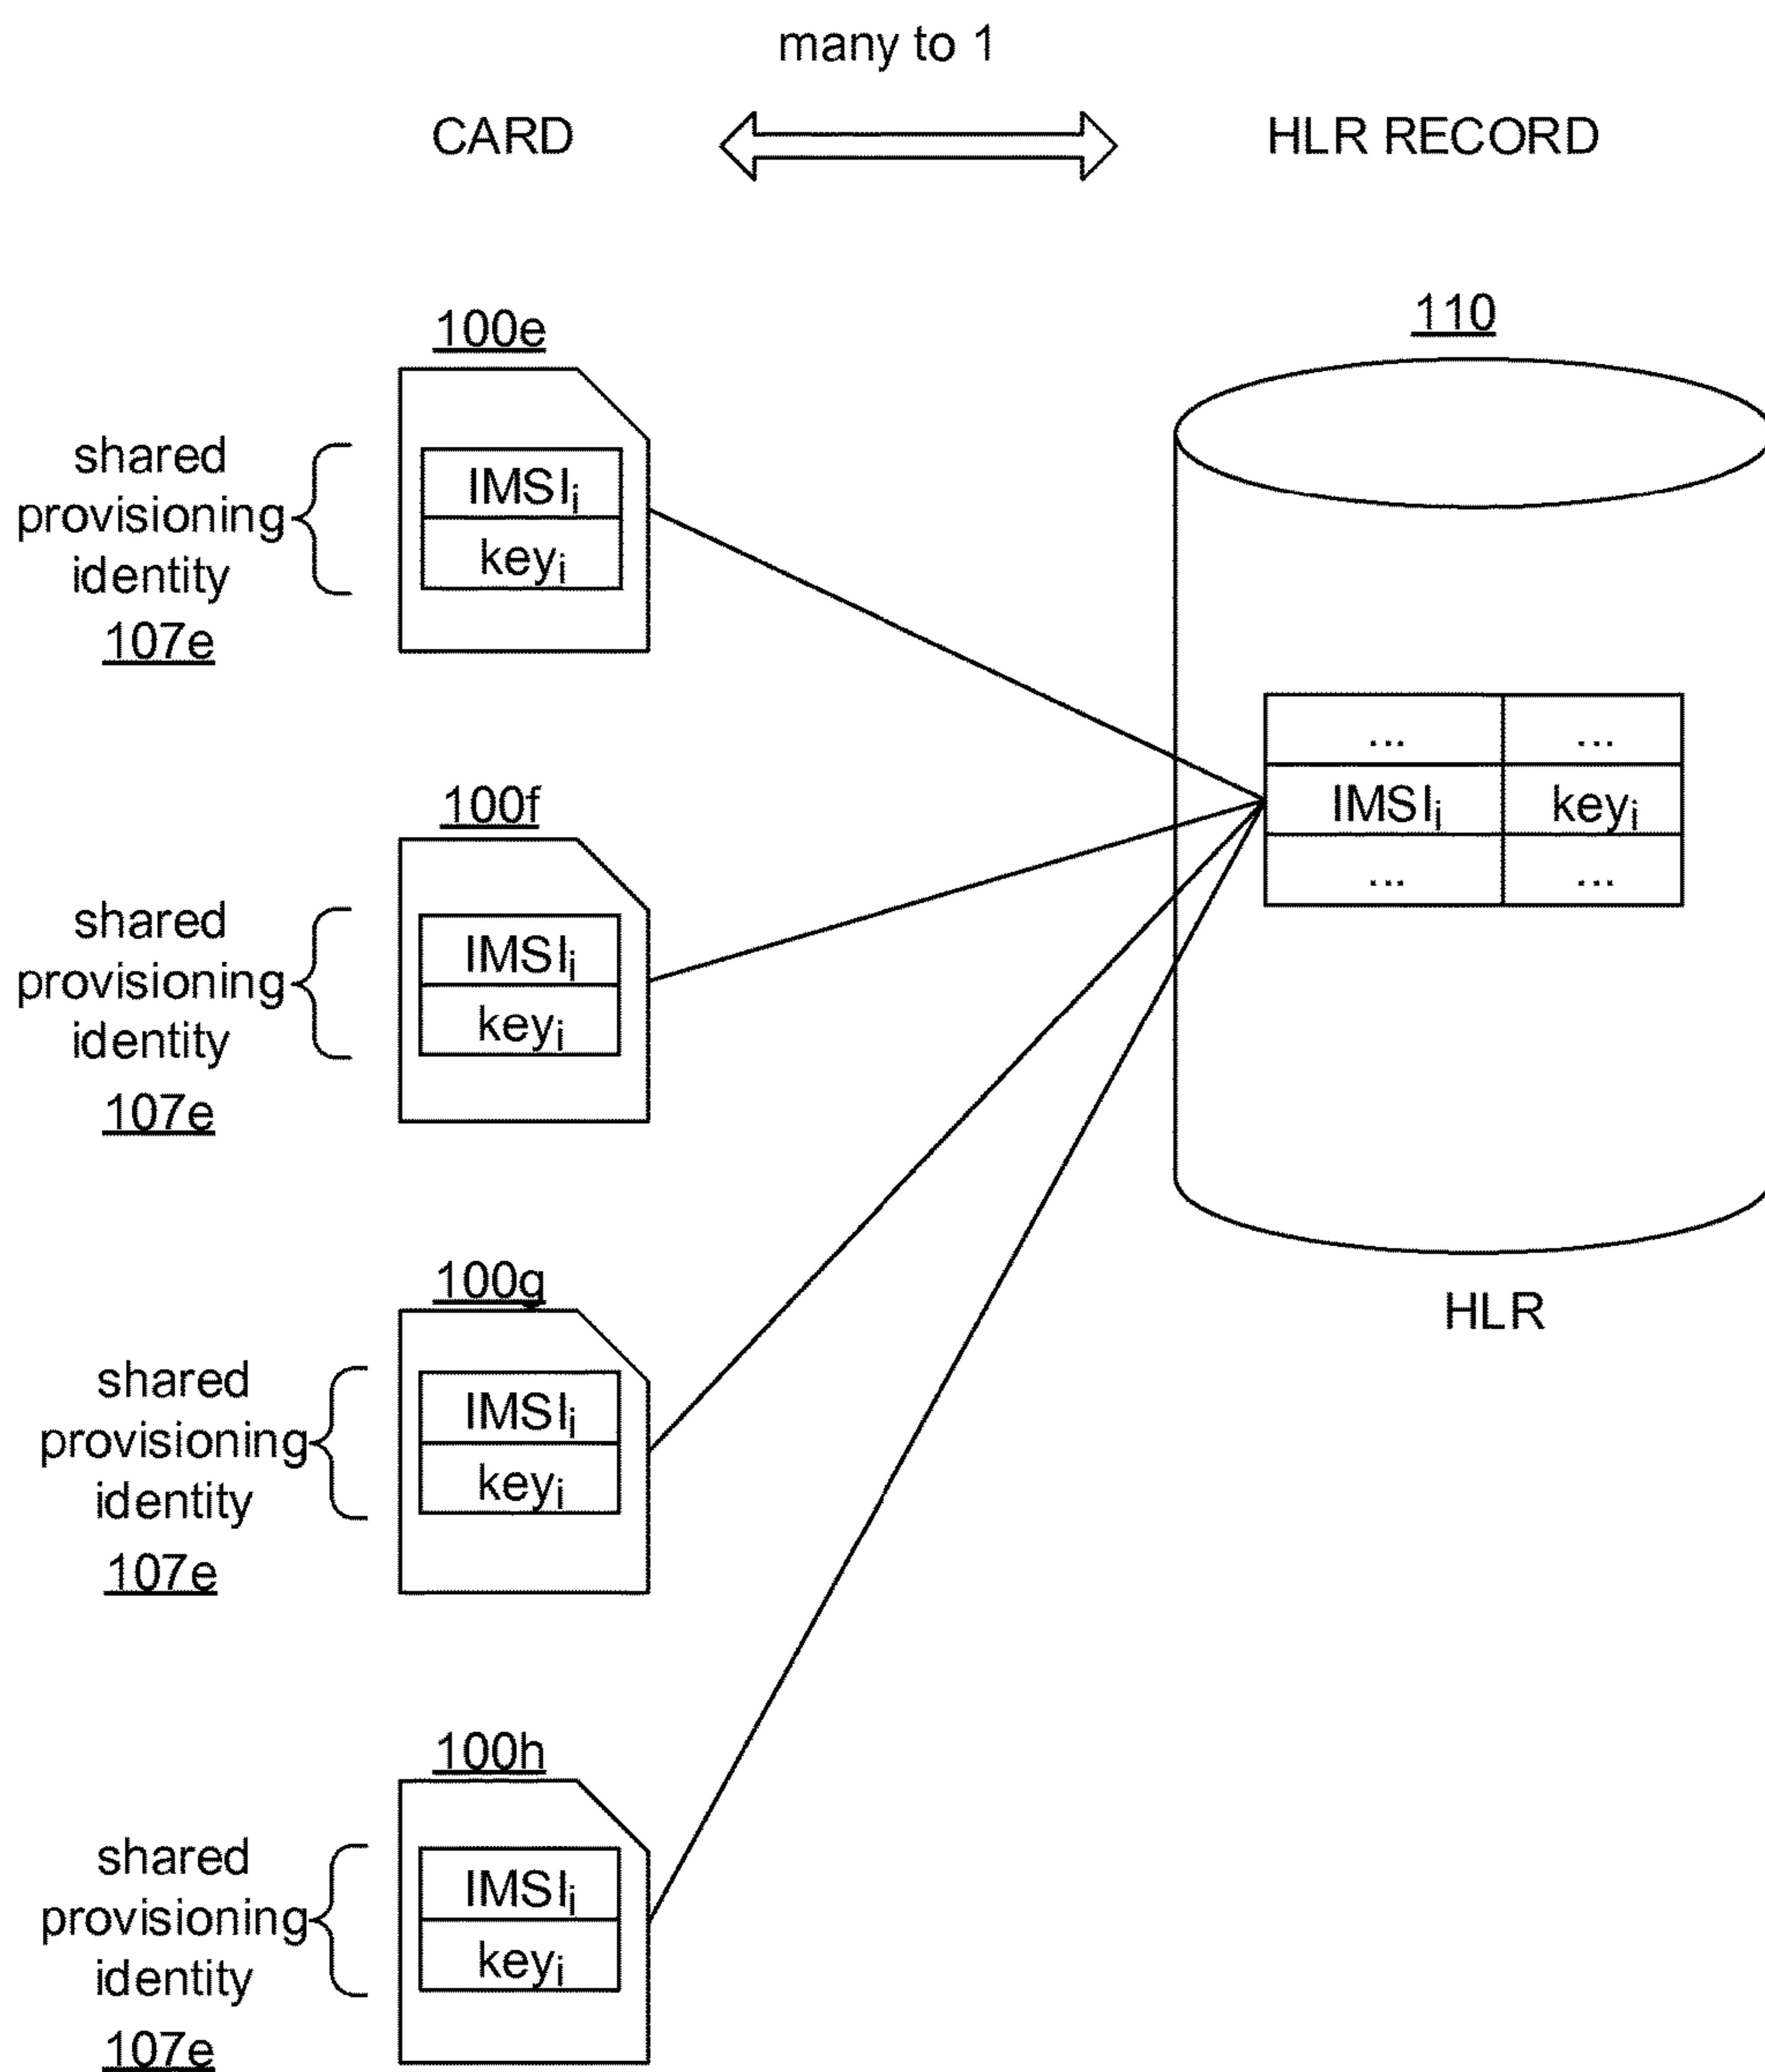 many to 1
CARD
HLR RECORD
100e
shared
provisioning
identity
107e
IMSIi
keyi
100f
shared
provisioning
identity
107e
IMSIi
keyi
100g
shared
provisioning
identity
107e
IMSIi
keyi
100h
shared
provisioning
identity
107e
IMSIi
keyi
110
... ...
IMSIi keyi
... ...
HLR